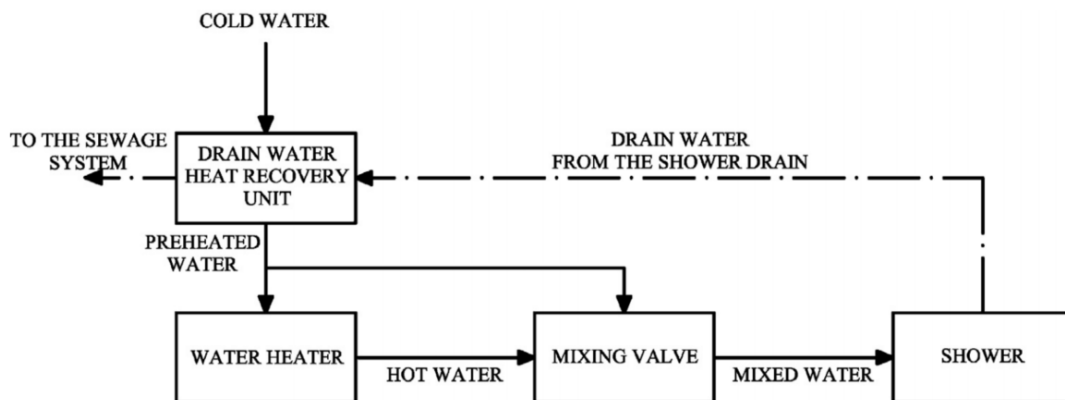 COLD WATER
TO THE SEWAGE
SYSTEM
DRAIN WATER
HEAT RECOVERY
UNIT
DRAIN WATER
FROM THE SHOWER DRAIN
PREHEATED
WATER
WATER HEATER
HOT WATER
MIXING VALVE
MIXED WATER
SHOWER